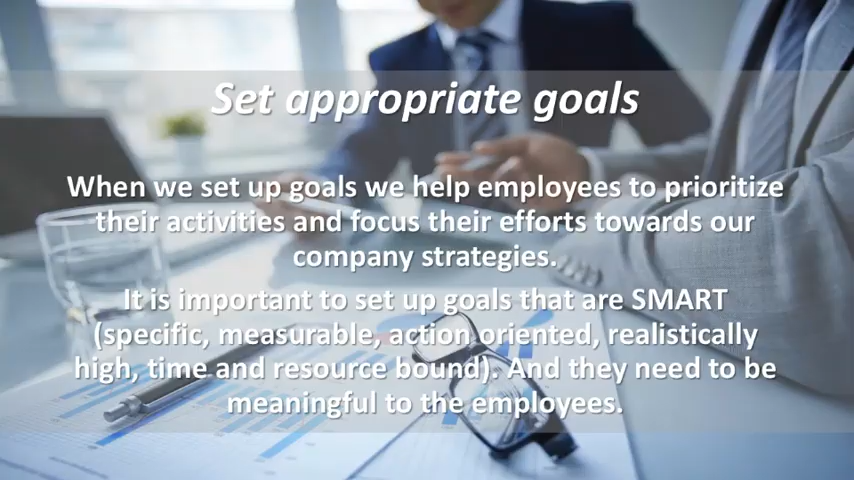 Set appropriate goals
When we set up goals we help employees to prioritize
their activities and focus their efforts towards our
company strategies.
It is important to set up goals that are SMART
(specific, measurable, action oriented, realistically
high, time and resource bound). And they need to be
meaningful to the employees.